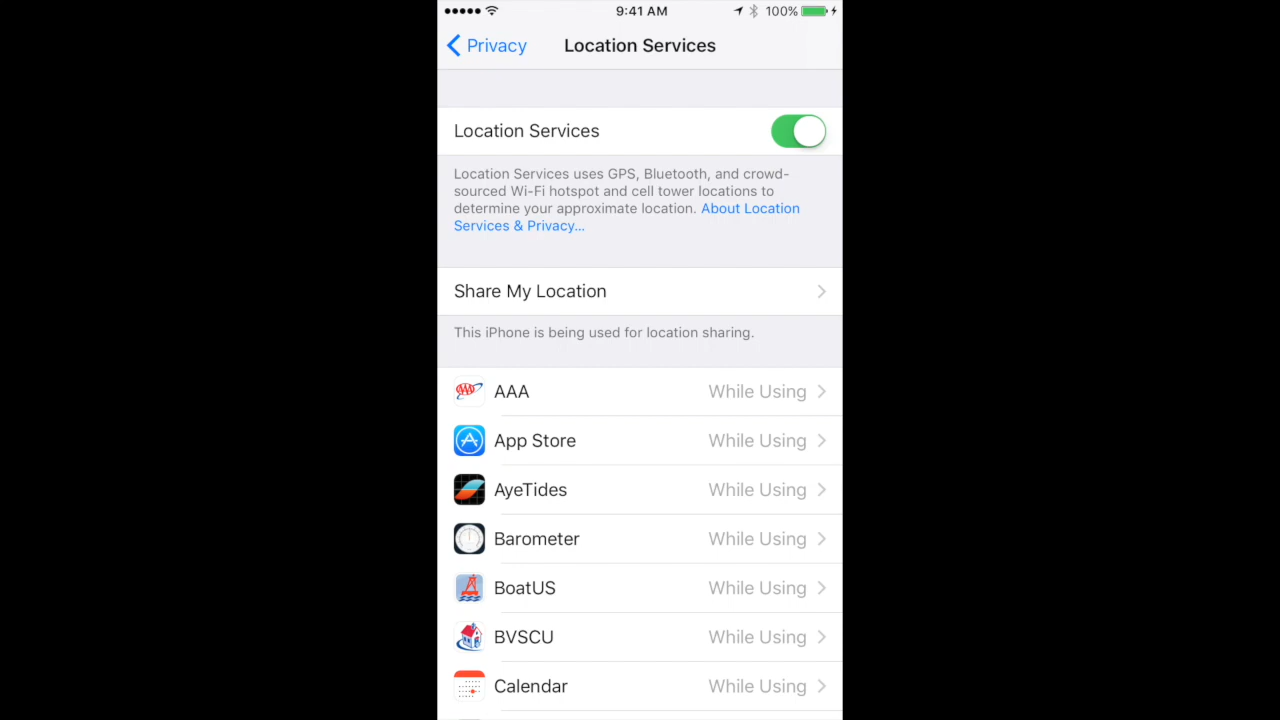 9:41 AM 100%
Privacy Location Services
Location Services
Location Services uses GPS, Bluetooth, and crowd-
sourced Wi-Fi hotspot and cell tower locations to
determine your approximate location. About Location
Services & Privacy...
Share My Location
This iPhone is being used for location sharing.
AAA While Using
App Store While Using
AyeTides While Using
Barometer While Using
BoatUS While Using
BVSCU While Using
Calendar While Using